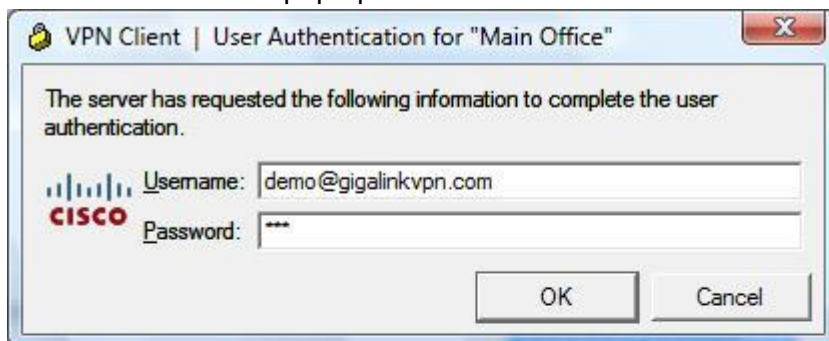 VPN Client | User Authentication for "Main Office"
The server has requested the following information to complete the user
authentication.
CISCO
Username: demo@gigalinkvpn.com
Password: ***
OK Cancel